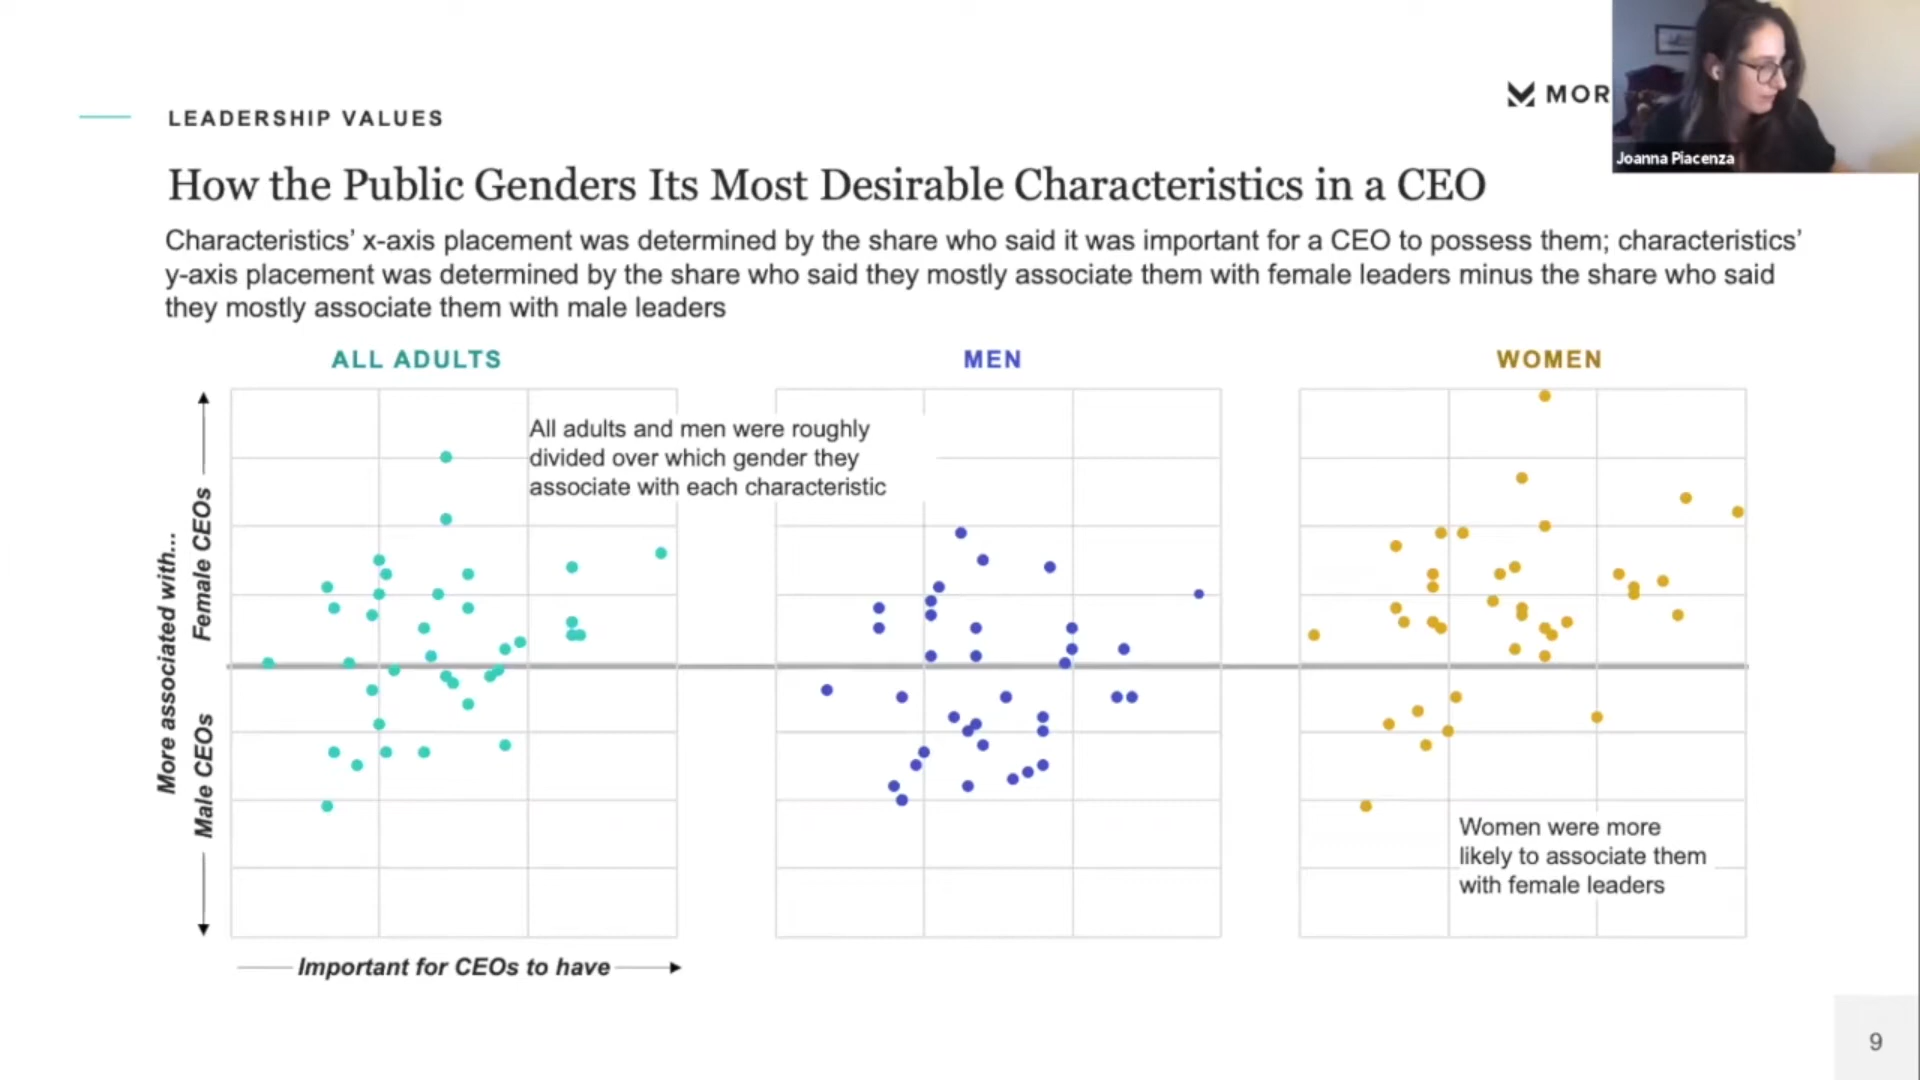 MOR
Joanna Piacenza
LEADERSHIP VALUES
How the Public Genders Its Most Desirable Characteristics in a CEO
Characteristics’ x-axis placement was determined by the share who said it was important for a CEO to possess them; characteristics’
y-axis placement was determined by the share who said they mostly associate them with female leaders minus the share who said
they mostly associate them with male leaders
ALL ADULTS
MEN
WOMEN
More associated with...
Female CEOs
Male CEOs
All adults and men were roughly
divided over which gender they
associate with each characteristic
Women were more
likely to associate them
with female leaders
Important for CEOs to have
9